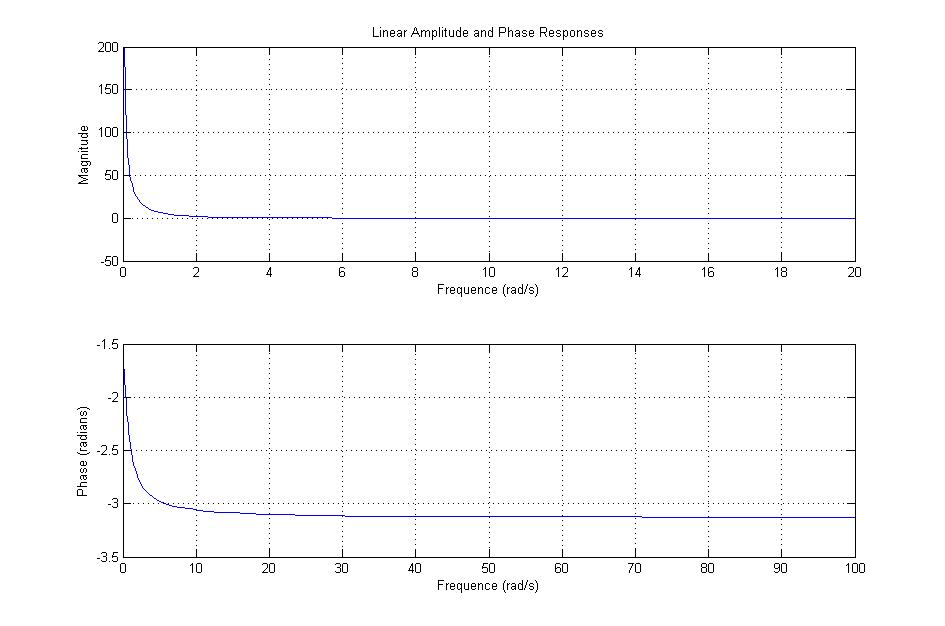 Linear Amplitude and Phase Responses
200
150
100
50
0
-50
Magnitude
0 2 4 6 8 10 12 14 16 18 20
Frequence (rad/s)
-1.5
-2
-2.5
-3
-3.5
Phase (radians)
0 10 20 30 40 50 60 70 80 90 100
Frequence (rad/s)